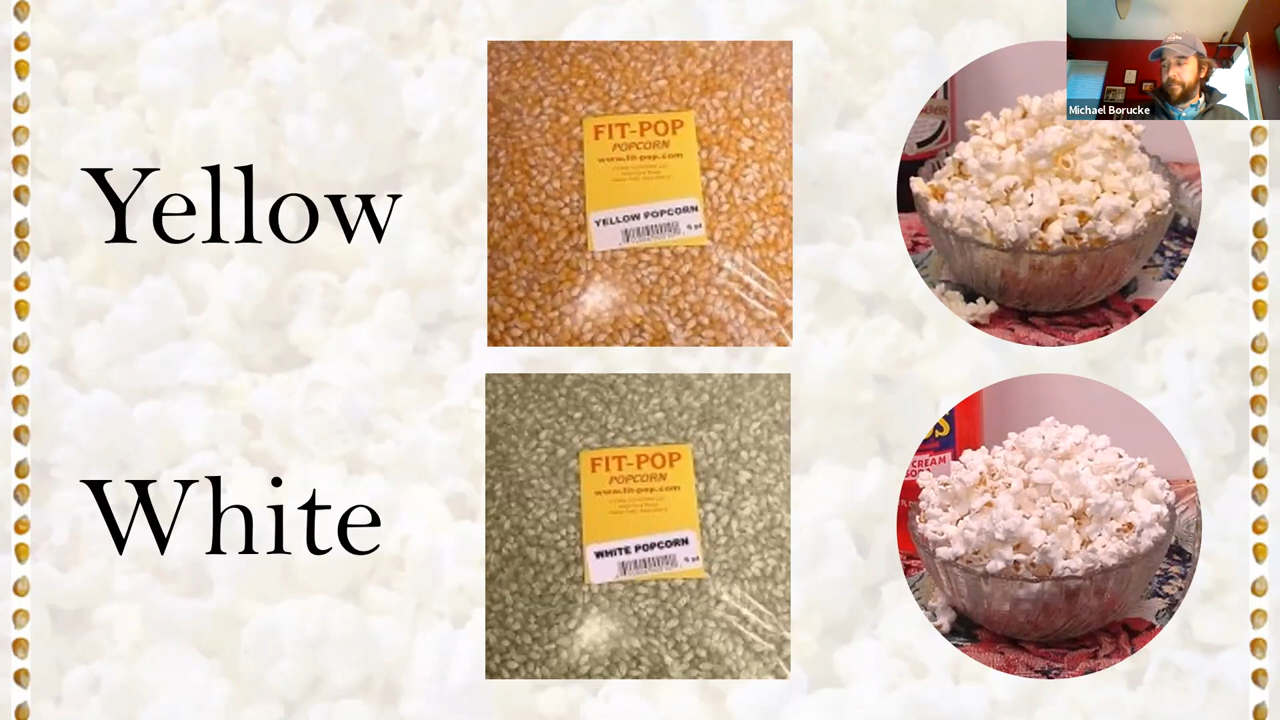 Yellow
FIT-POP
POPCORN
www.fit-pop.com
YELLOW POPCORN
Michael Borucke
White
FIT-POP
POPCORN
www.fit-pop.com
WHITE POPCORN
CREAM